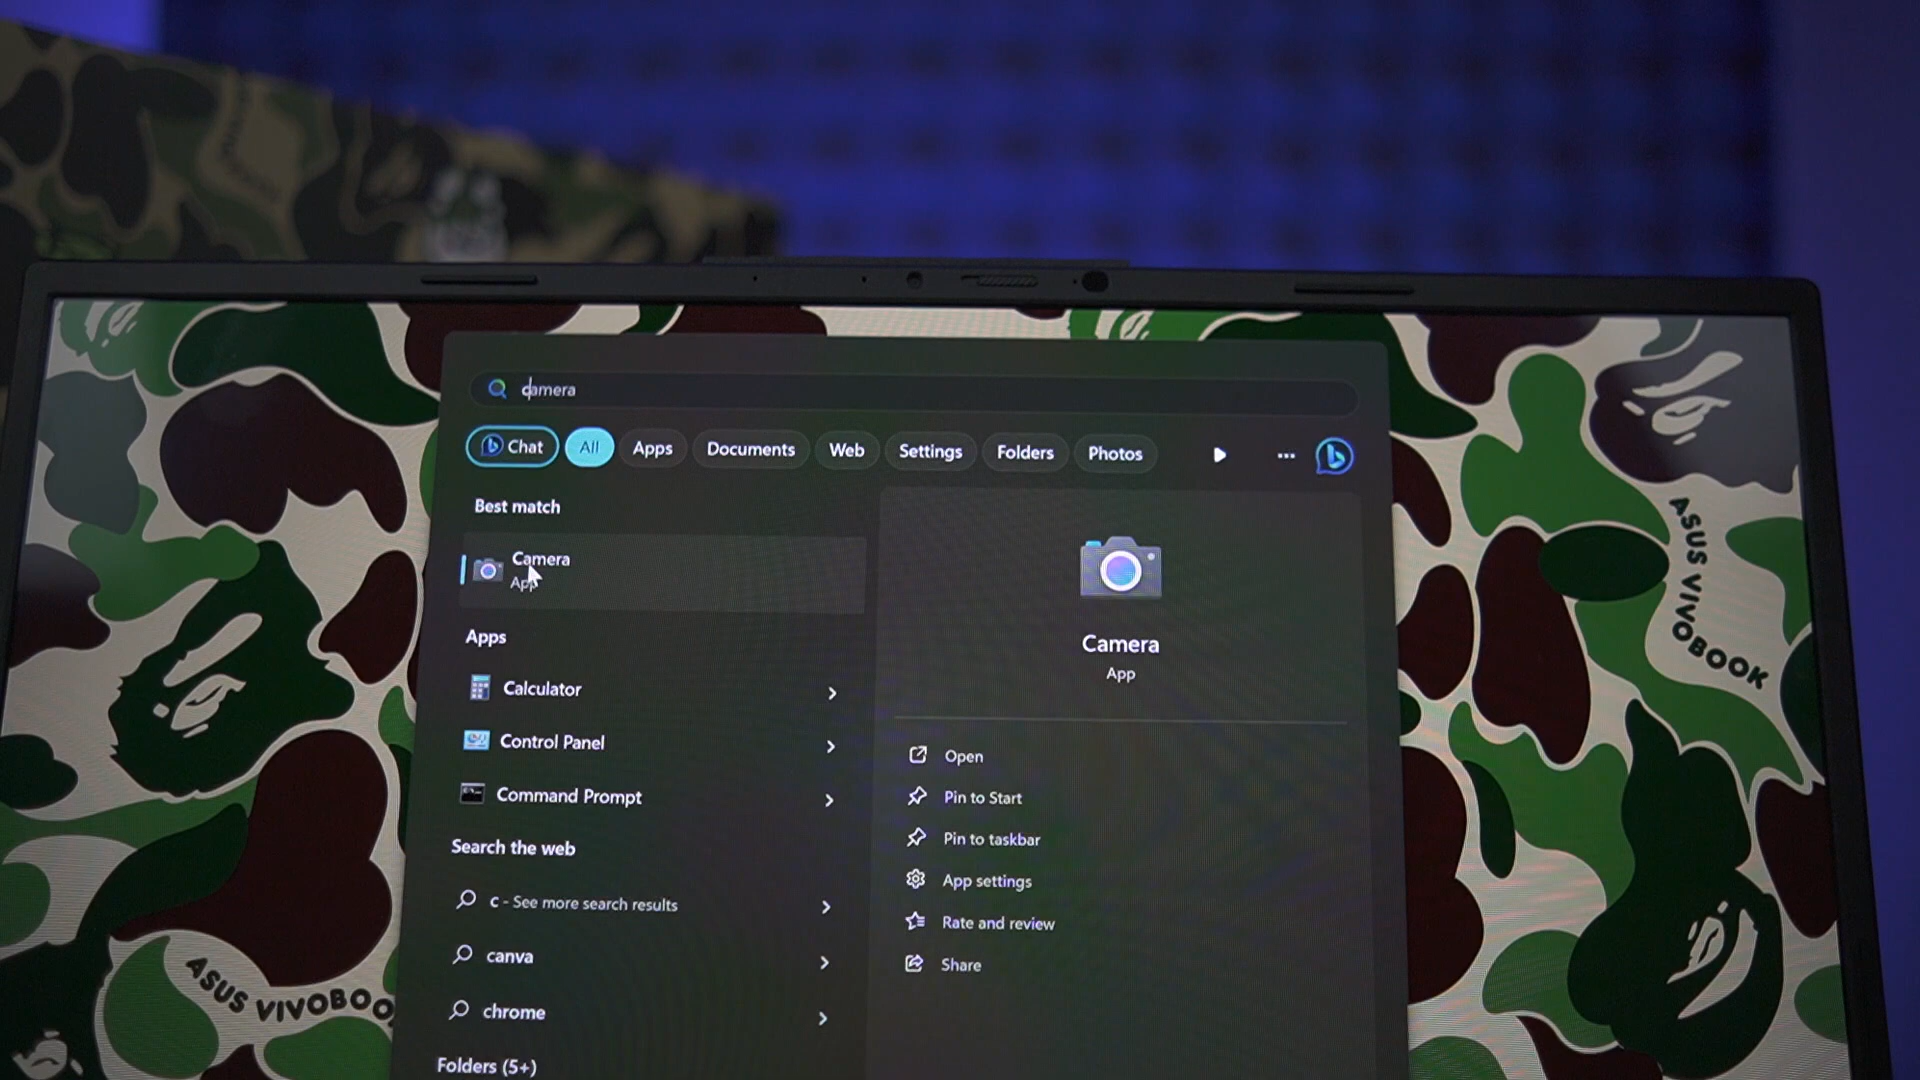 camera
Chat
All
Apps
Documents
Web
Settings
Folders
Photos
Best match
Camera
App
Apps
Calculator
Control Panel
Command Prompt
Search the web
c - See more search results
canva
chrome
Folders (5+)
Camera
App
Open
Pin to Start
Pin to taskbar
App settings
Rate and review
Share
ASUS VIVOBOOK
ASUS VIVOBOO